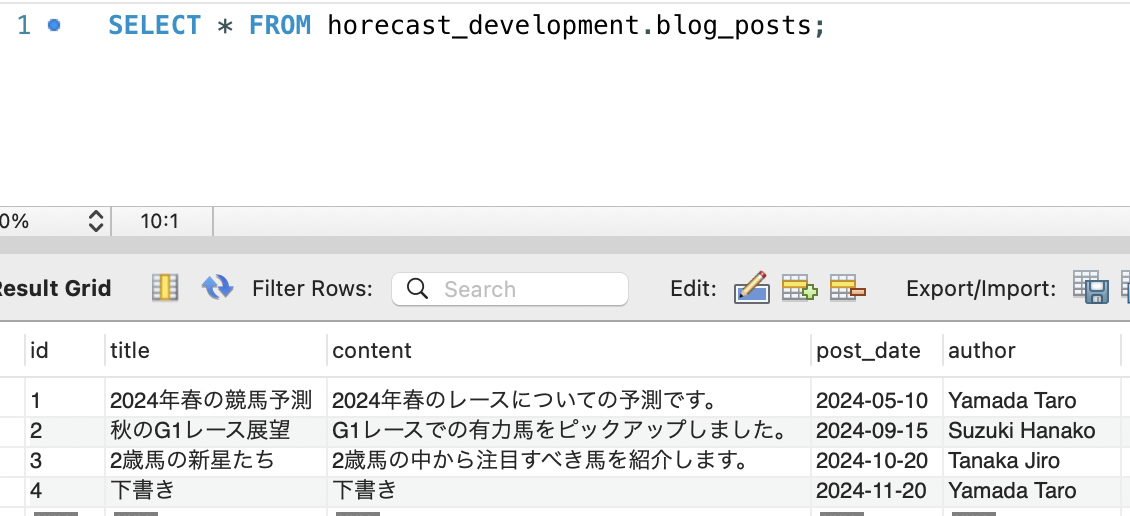 1 SELECT * FROM horecast_development.blog_posts;
0% 10:1
esult Grid Filter Rows: Search Edit: Export/Import:
id title content post_date author
1 2024年春の競馬予測 2024年春のレースについての予測です。 2024-05-10 Yamada Taro
2 秋のG1レース展望 G1レースでの有力馬をピックアップしました。 2024-09-15 Suzuki Hanako
3 2歳馬の新星たち 2歳馬の中から注目すべき馬を紹介します。 2024-10-20 Tanaka Jiro
4 下書き 下書き 2024-11-20 Yamada Taro